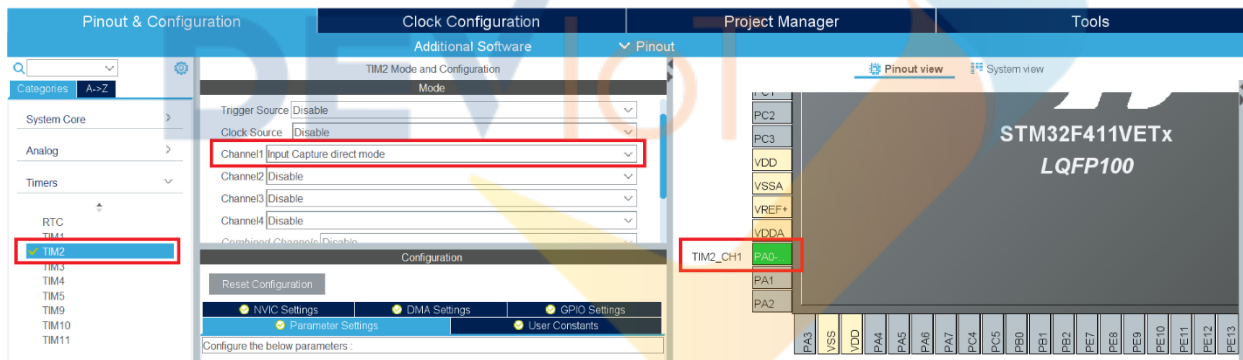 Pinout & Configuration
Clock Configuration
Project Manager
Tools
Additional Software
Pinout
TIM2 Mode and Configuration
Pinout view
System view
Categories
A->Z
System Core
Analog
Timers
RTC
TIM1
TIM2
TIM3
TIM4
TIM5
TIM9
TIM10
TIM11
Mode
Trigger Source Disable
Clock Source Disable
Channel1 Input Capture direct mode
Channel2 Disable
Channel3 Disable
Channel4 Disable
Combined Channels Disable
Configuration
Reset Configuration
NVIC Settings
DMA Settings
GPIO Settings
Parameter Settings
User Constants
Configure the below parameters :
PC1
PC2
PC3
VDD
VSSA
VREF+
VDDA
TIM2_CH1
PA0-..
PA1
PA2
STM32F411VETx
LQFP100
PA3
VSS
VDD
PA4
PA5
PA6
PA7
PC4
PC5
PB0
PB1
PB2
PE7
PE8
PE9
PE10
PE11
PE12
PE13
DEVIOT